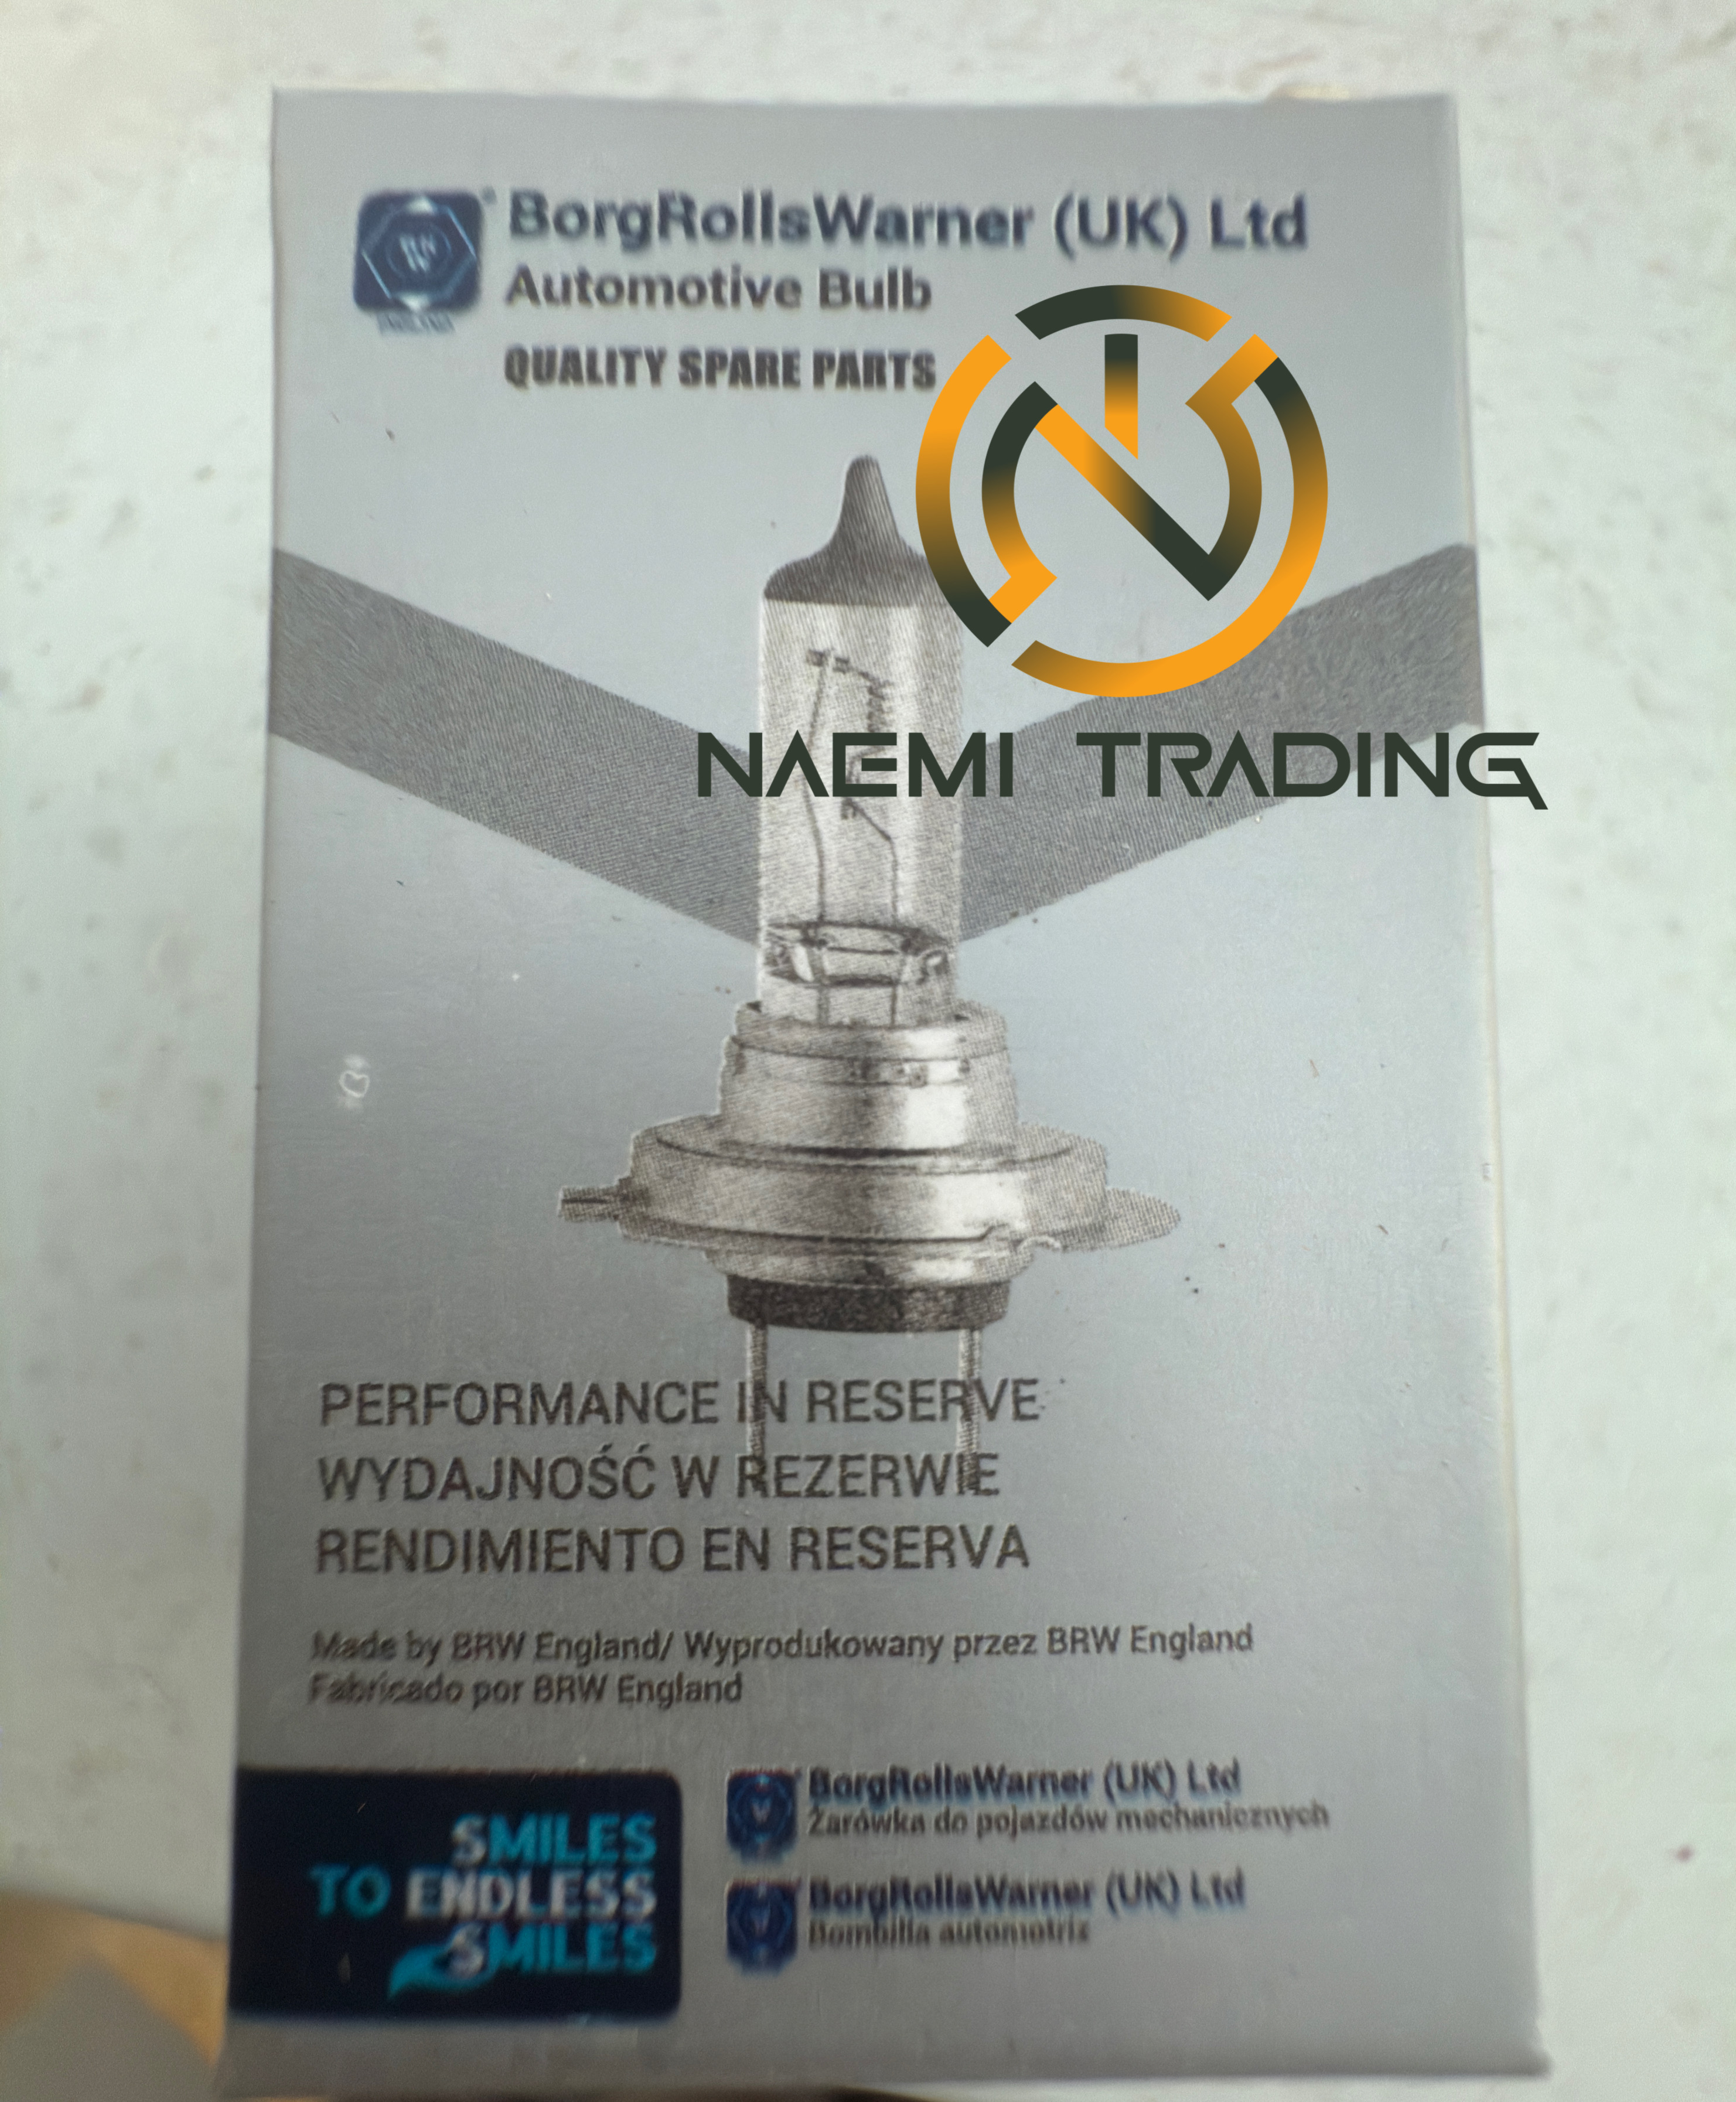 BorgRollsWarner (UK) Ltd
Automotive Bulb
QUALITY SPARE PARTS
NAEMI TRADING
PERFORMANCE IN RESERVE
WYDAJNOŚĆ W REZERWIE
RENDIMIENTO EN RESERVA
Made by BRW England/ Wyprodukowany przez BRW England
Fabricado por BRW England
SMILES
TO ENDLESS
SMILES
BorgRollsWarner (UK) Ltd
Żarówka do pojazdów mechanicznych
BorgRollsWarner (UK) Ltd
Bombilla automotriz